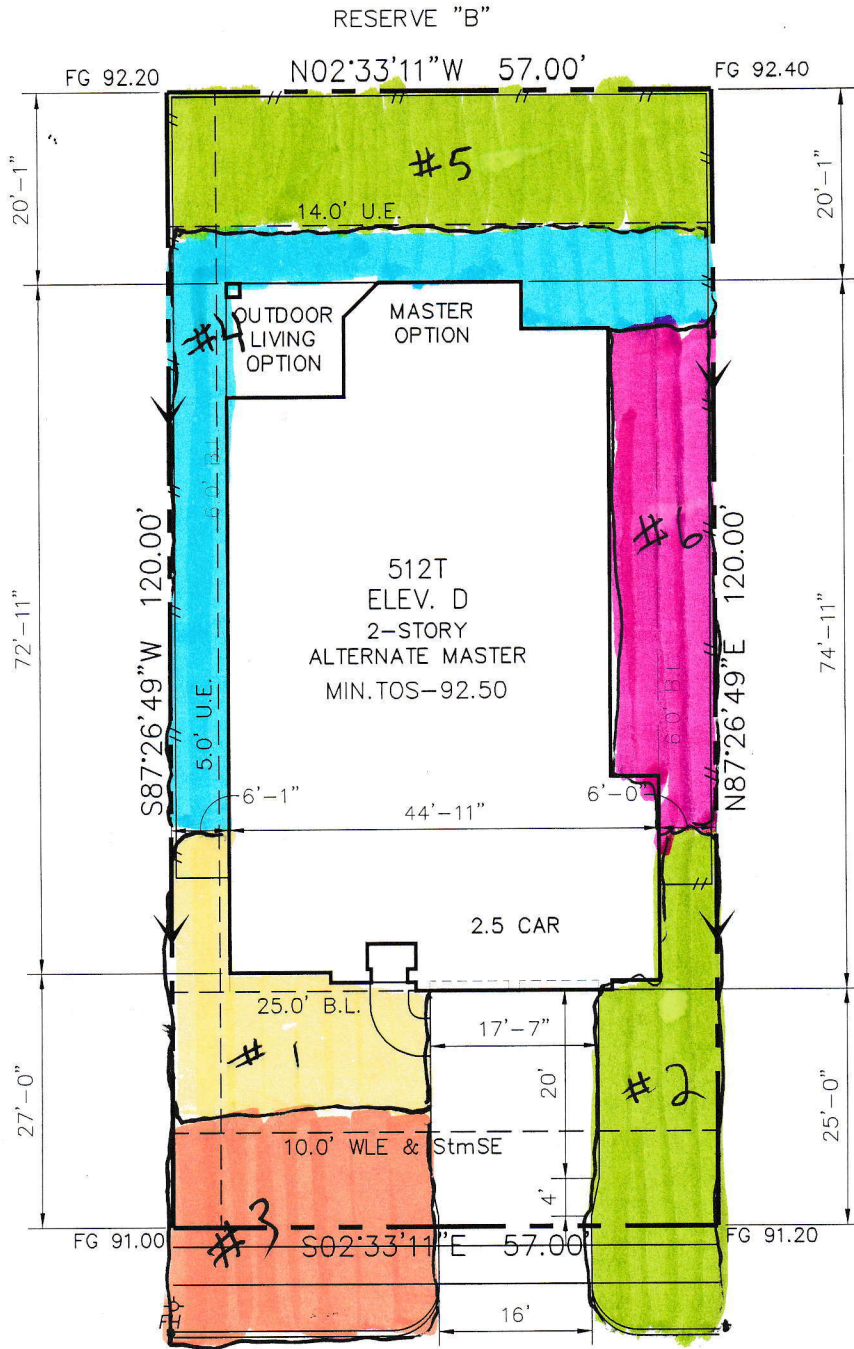 RESERVE "B"
N02°33'11"W 57.00'
FG 92.20
FG 92.40
20'-1"
20'-1"
#5
14.0' U.E.
#4
OUTDOOR
LIVING
OPTION
MASTER
OPTION
6.0' B.L.
S87°26'49"W 120.00'
N87°26'49"E 120.00'
#6
72'-11"
74'-11"
512T
ELEV. D
2-STORY
ALTERNATE MASTER
MIN.TOS-92.50
5.0' U.E.
6.0' B.L.
6'-1"
44'-11"
6'-0"
2.5 CAR
25.0' B.L.
17'-7"
#1
20'
#2
27'-0"
25'-0"
10.0' WLE & StmSE
4'
#3
FG 91.00
S02°33'11"E 57.00'
FG 91.20
FH
16'